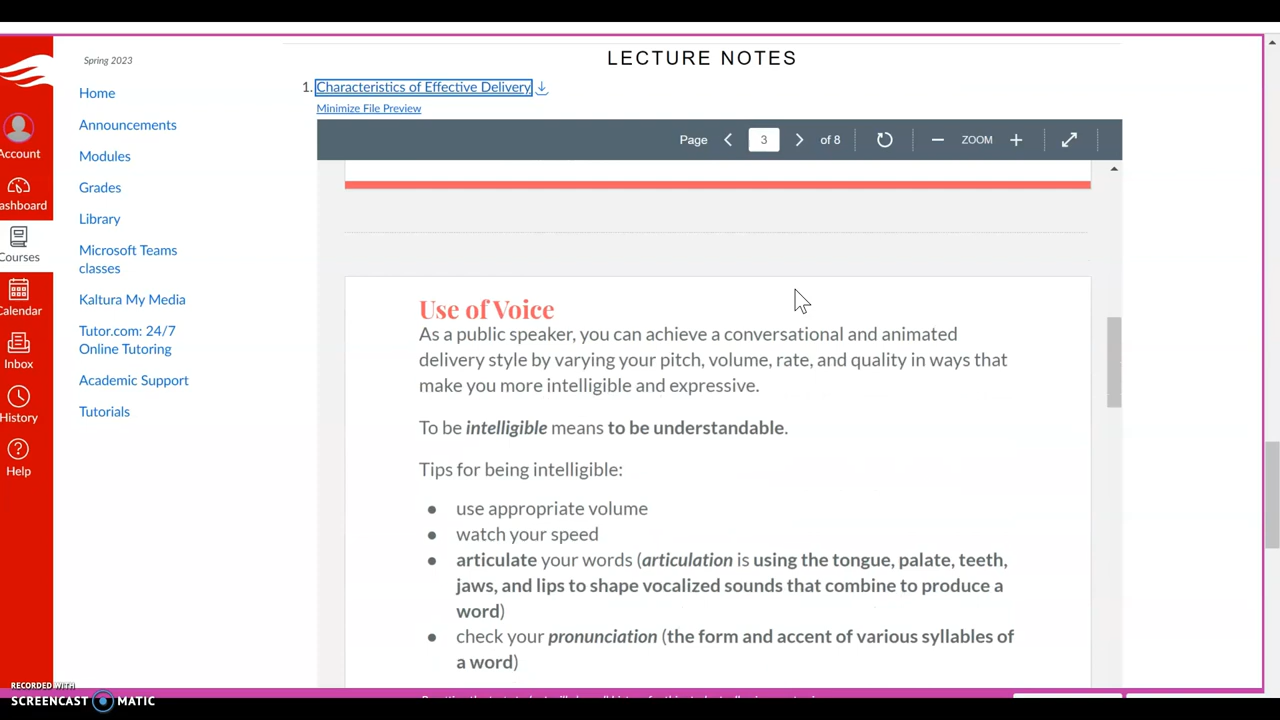 LECTURE NOTES
Spring 2023
1. Characteristics of Effective Delivery
Minimize File Preview
Page 3 of 8 ZOOM
Account
ashboard
Courses
Calendar
Inbox
History
Help
Home
Announcements
Modules
Grades
Library
Microsoft Teams
classes
Kaltura My Media
Tutor.com: 24/7
Online Tutoring
Academic Support
Tutorials
Use of Voice
As a public speaker, you can achieve a conversational and animated
delivery style by varying your pitch, volume, rate, and quality in ways that
make you more intelligible and expressive.
To be intelligible means to be understandable.
Tips for being intelligible:
● use appropriate volume
● watch your speed
● articulate your words (articulation is using the tongue, palate, teeth,
jaws, and lips to shape vocalized sounds that combine to produce a
word)
● check your pronunciation (the form and accent of various syllables of
a word)
RECORDED WITH
SCREENCAST MATIC